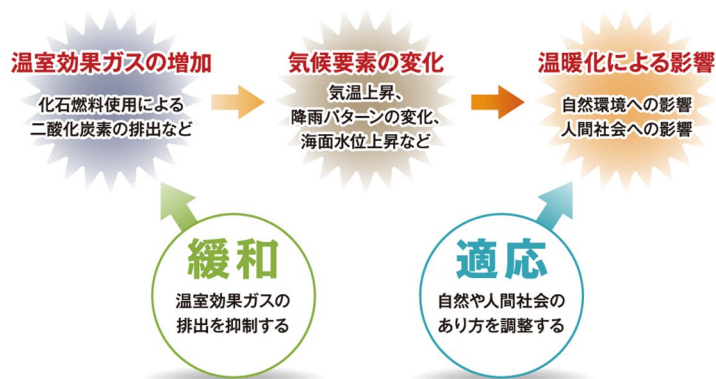 温室効果ガスの増加
化石燃料使用による
二酸化炭素の排出など
気候要素の変化
気温上昇、
降雨パターンの変化、
海面水位上昇など
温暖化による影響
自然環境への影響
人間社会への影響
緩和
温室効果ガスの
排出を抑制する
適応
自然や人間社会の
あり方を調整する